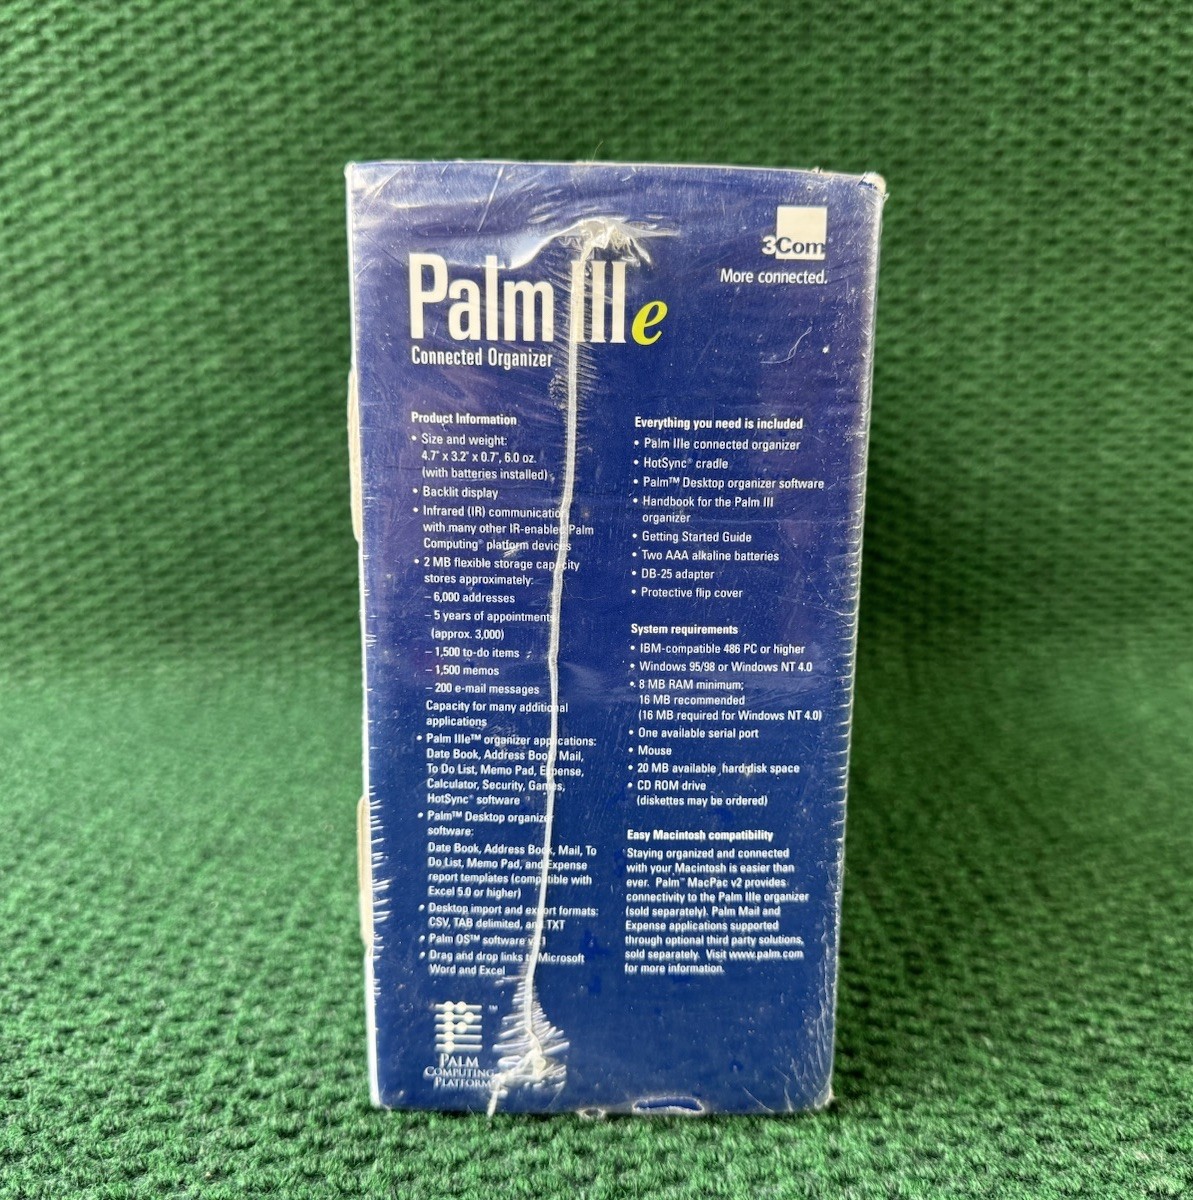 3Com
More connected.
Palm IIIe
Connected Organizer
Product Information
• Size and weight:
4.7" x 3.2" x 0.7", 6.0 oz.
(with batteries installed)
• Backlit display
• Infrared (IR) communication
with many other IR-enabled Palm
Computing® platform devices
• 2 MB flexible storage capacity
stores approximately:
– 6,000 addresses
– 5 years of appointments
(approx. 3,000)
– 1,500 to-do items
– 1,500 memos
– 200 e-mail messages
Capacity for many additional
applications
• Palm IIIe™ organizer applications:
Date Book, Address Book, Mail,
To Do List, Memo Pad, Expense,
Calculator, Security, Games,
HotSync® software
• Palm™ Desktop organizer
software:
Date Book, Address Book, Mail, To
Do List, Memo Pad, and Expense
report templates (compatible with
Excel 5.0 or higher)
• Desktop import and export formats:
CSV, TAB delimited, and TXT
• Palm OS™ software
• Drag and drop links to Microsoft
Word and Excel
PALM
COMPUTING
PLATFORM
™
Everything you need is included
• Palm IIIe connected organizer
• HotSync® cradle
• Palm™ Desktop organizer software
• Handbook for the Palm III
organizer
• Getting Started Guide
• Two AAA alkaline batteries
• DB-25 adapter
• Protective flip cover
System requirements
• IBM-compatible 486 PC or higher
• Windows 95/98 or Windows NT 4.0
• 8 MB RAM minimum;
16 MB recommended
(16 MB required for Windows NT 4.0)
• One available serial port
• Mouse
• 20 MB available hard disk space
• CD ROM drive
(diskettes may be ordered)
Easy Macintosh compatibility
Staying organized and connected
with your Macintosh is easier than
ever. Palm™ MacPac v2 provides
connectivity to the Palm IIIe organizer
(sold separately). Palm Mail and
Expense applications supported
through optional third party solutions,
sold separately. Visit www.palm.com
for more information.